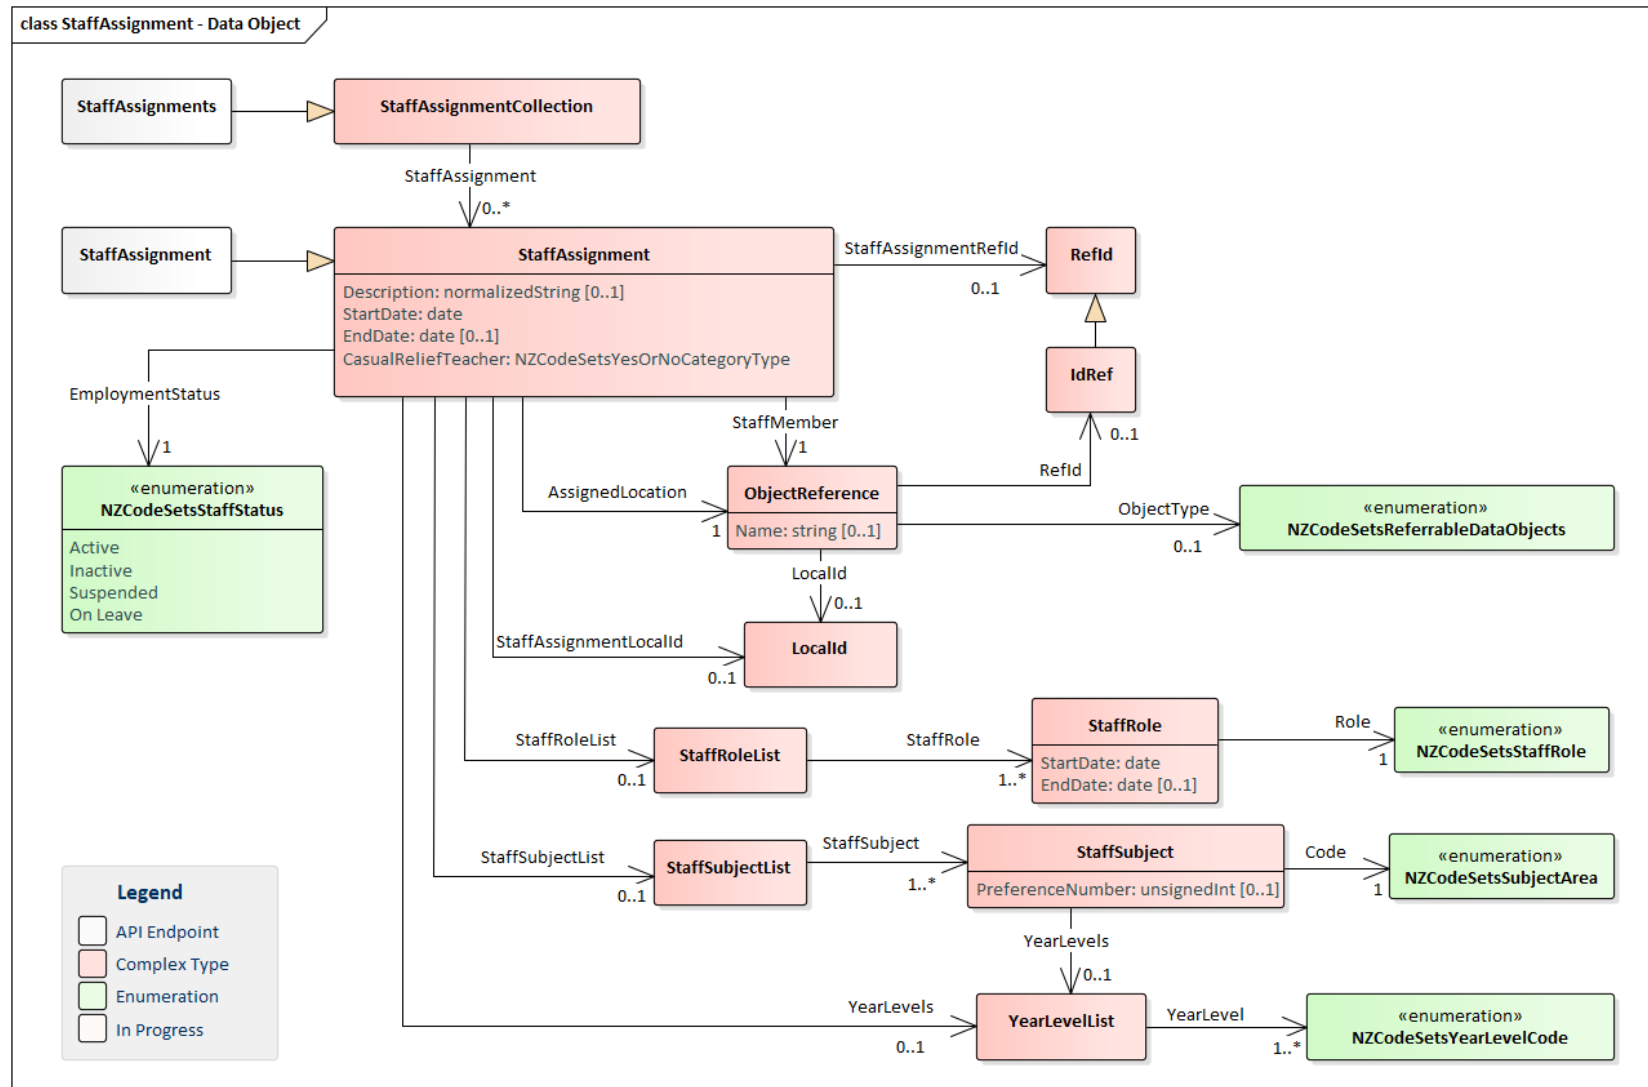 class StaffAssignment - Data Object
StaffAssignments
StaffAssignmentCollection
StaffAssignment
0..*
StaffAssignment
StaffAssignment
Description: normalizedString [0..1]
StartDate: date
EndDate: date [0..1]
CasualReliefTeacher: NZCodeSetsYesOrNoCategoryType
StaffAssignmentRefId
0..1
RefId
IdRef
0..1
RefId
EmploymentStatus
1
«enumeration»
NZCodeSetsStaffStatus
Active
Inactive
Suspended
On Leave
StaffMember
1
AssignedLocation
1
ObjectReference
Name: string [0..1]
ObjectType
0..1
«enumeration»
NZCodeSetsReferrableDataObjects
LocalId
0..1
StaffAssignmentLocalId
0..1
LocalId
StaffRoleList
0..1
StaffRoleList
StaffRole
1..*
StaffRole
StartDate: date
EndDate: date [0..1]
Role
1
«enumeration»
NZCodeSetsStaffRole
StaffSubjectList
0..1
StaffSubjectList
StaffSubject
1..*
StaffSubject
PreferenceNumber: unsignedInt [0..1]
Code
1
«enumeration»
NZCodeSetsSubjectArea
YearLevels
0..1
YearLevels
0..1
YearLevelList
YearLevel
1..*
«enumeration»
NZCodeSetsYearLevelCode
Legend
API Endpoint
Complex Type
Enumeration
In Progress